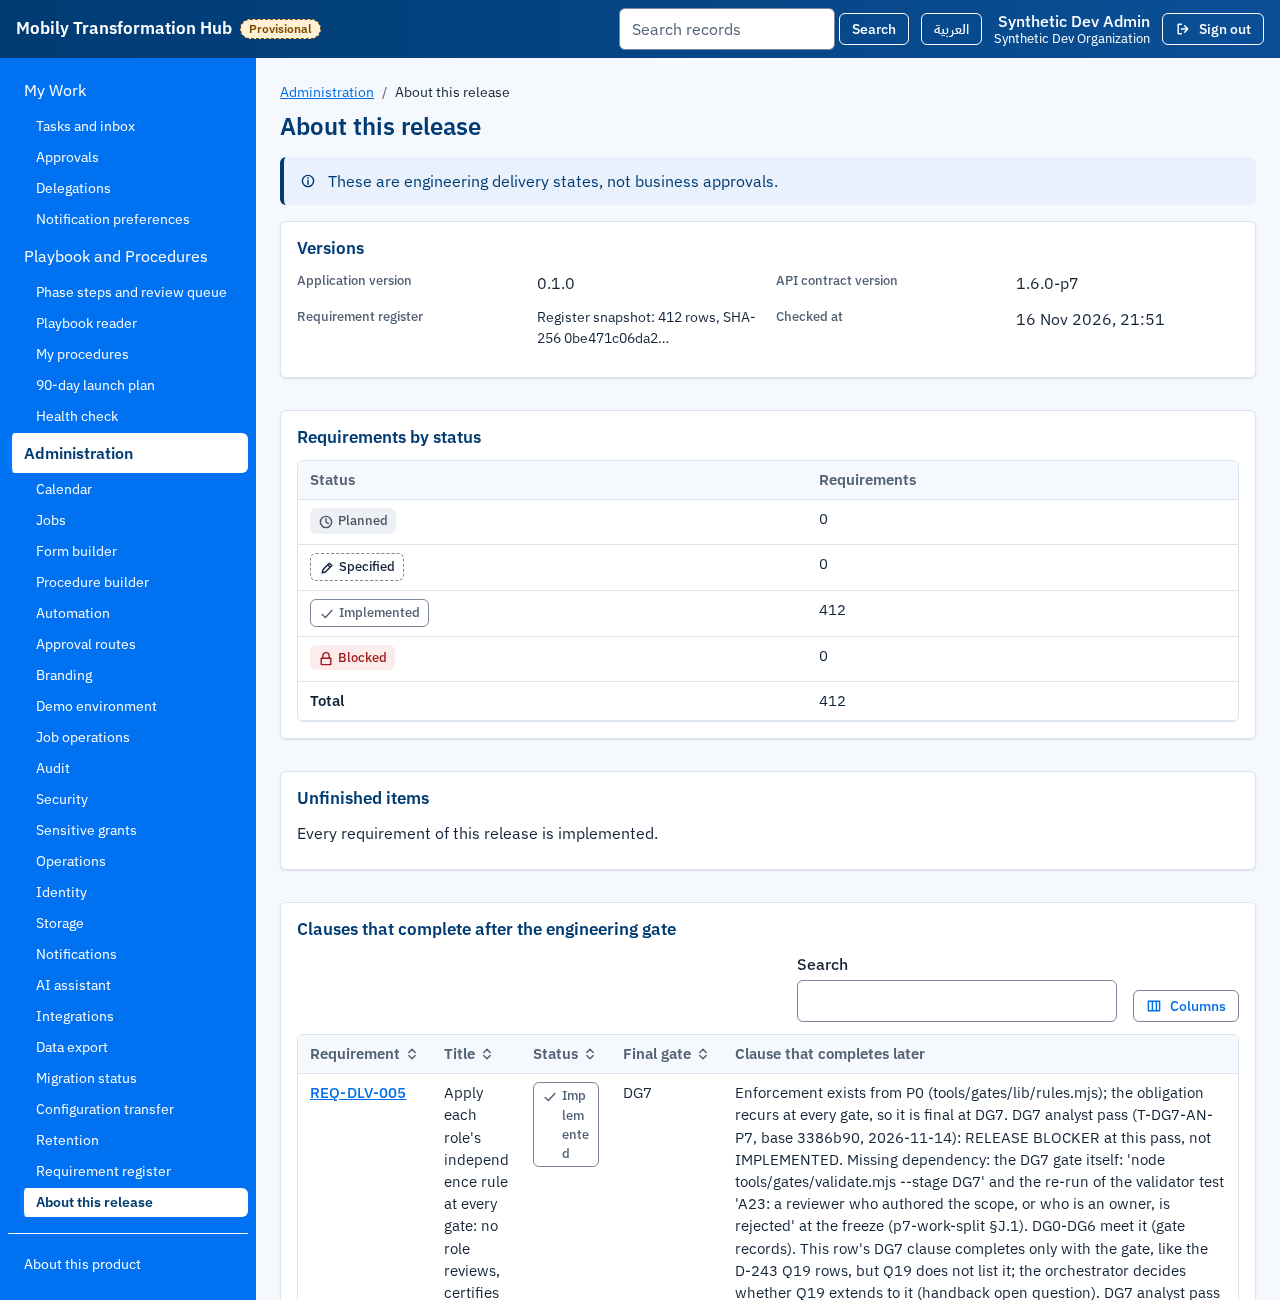 Mobily Transformation Hub
Provisional
Search records
Search
العربية
Synthetic Dev Admin
Synthetic Dev Organization
Sign out
My Work
Tasks and inbox
Approvals
Delegations
Notification preferences
Playbook and Procedures
Phase steps and review queue
Playbook reader
My procedures
90-day launch plan
Health check
Administration
Calendar
Jobs
Form builder
Procedure builder
Automation
Approval routes
Branding
Demo environment
Job operations
Audit
Security
Sensitive grants
Operations
Identity
Storage
Notifications
AI assistant
Integrations
Data export
Migration status
Configuration transfer
Retention
Requirement register
About this release
About this product
Administration / About this release
About this release
These are engineering delivery states, not business approvals.
Versions
Application version
0.1.0
API contract version
1.6.0-p7
Requirement register
Register snapshot: 412 rows, SHA-
256 0be471c06da2…
Checked at
16 Nov 2026, 21:51
Requirements by status
Status Requirements
Planned 0
Specified 0
Implemented 412
Blocked 0
Total 412
Unfinished items
Every requirement of this release is implemented.
Clauses that complete after the engineering gate
Search
Columns
Requirement Title Status Final gate Clause that completes later
REQ-DLV-005
Apply
each
role's
independ
ence rule
at every
gate: no
role
reviews,
certifies
Imp
lem
ente
d
DG7
Enforcement exists from P0 (tools/gates/lib/rules.mjs); the obligation
recurs at every gate, so it is final at DG7. DG7 analyst pass (T-DG7-AN-
P7, base 3386b90, 2026-11-14): RELEASE BLOCKER at this pass, not
IMPLEMENTED. Missing dependency: the DG7 gate itself: 'node
tools/gates/validate.mjs --stage DG7' and the re-run of the validator test
'A23: a reviewer who authored the scope, or who is an owner, is
rejected' at the freeze (p7-work-split §J.1). DG0-DG6 meet it (gate
records). This row's DG7 clause completes only with the gate, like the
D-243 Q19 rows, but Q19 does not list it; the orchestrator decides
whether Q19 extends to it (handback open question). DG7 analyst pass